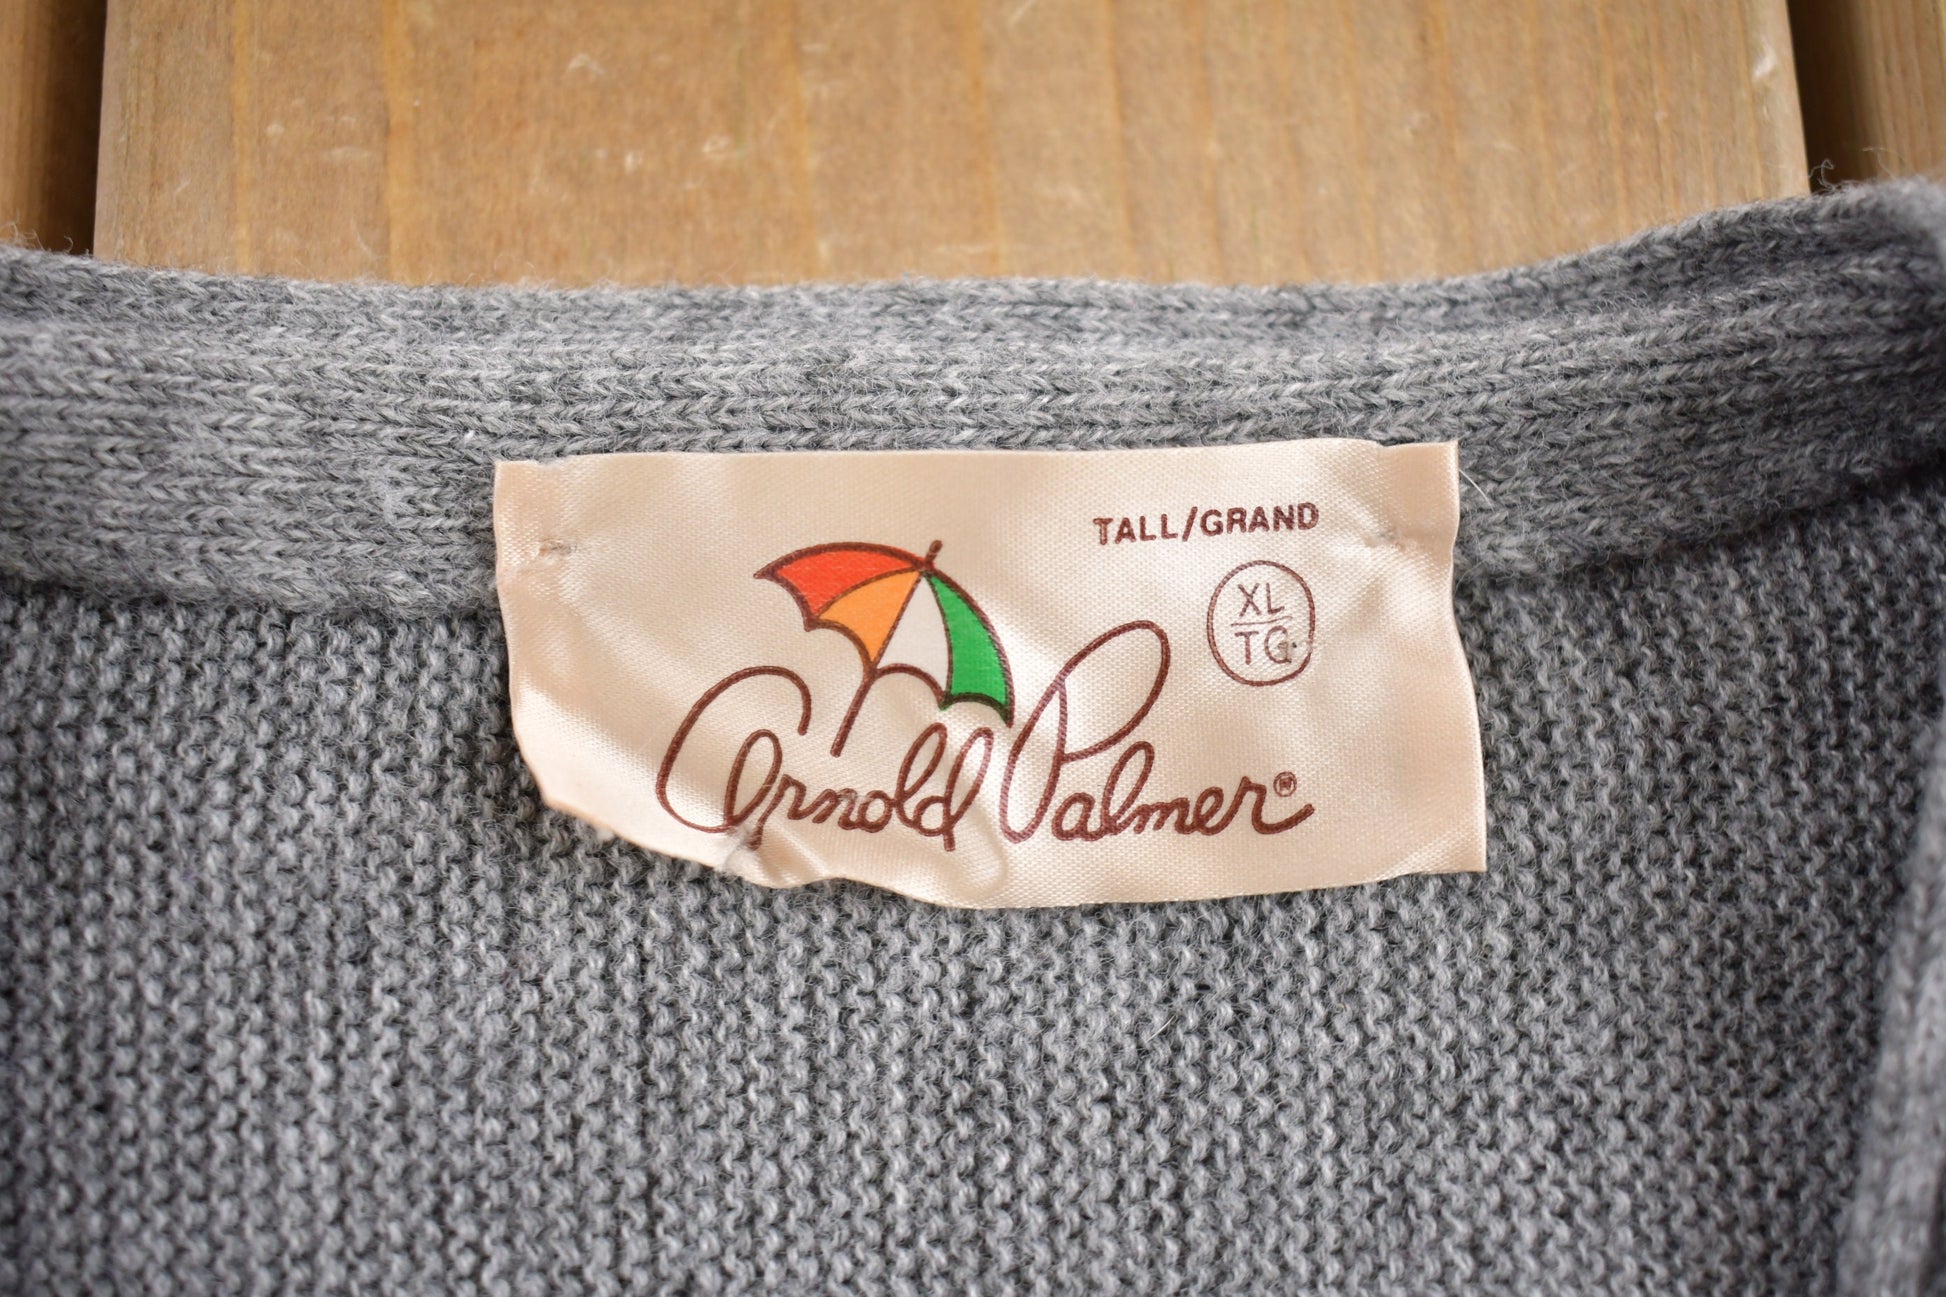 TALL/GRAND
XL
TG
Arnold Palmer®